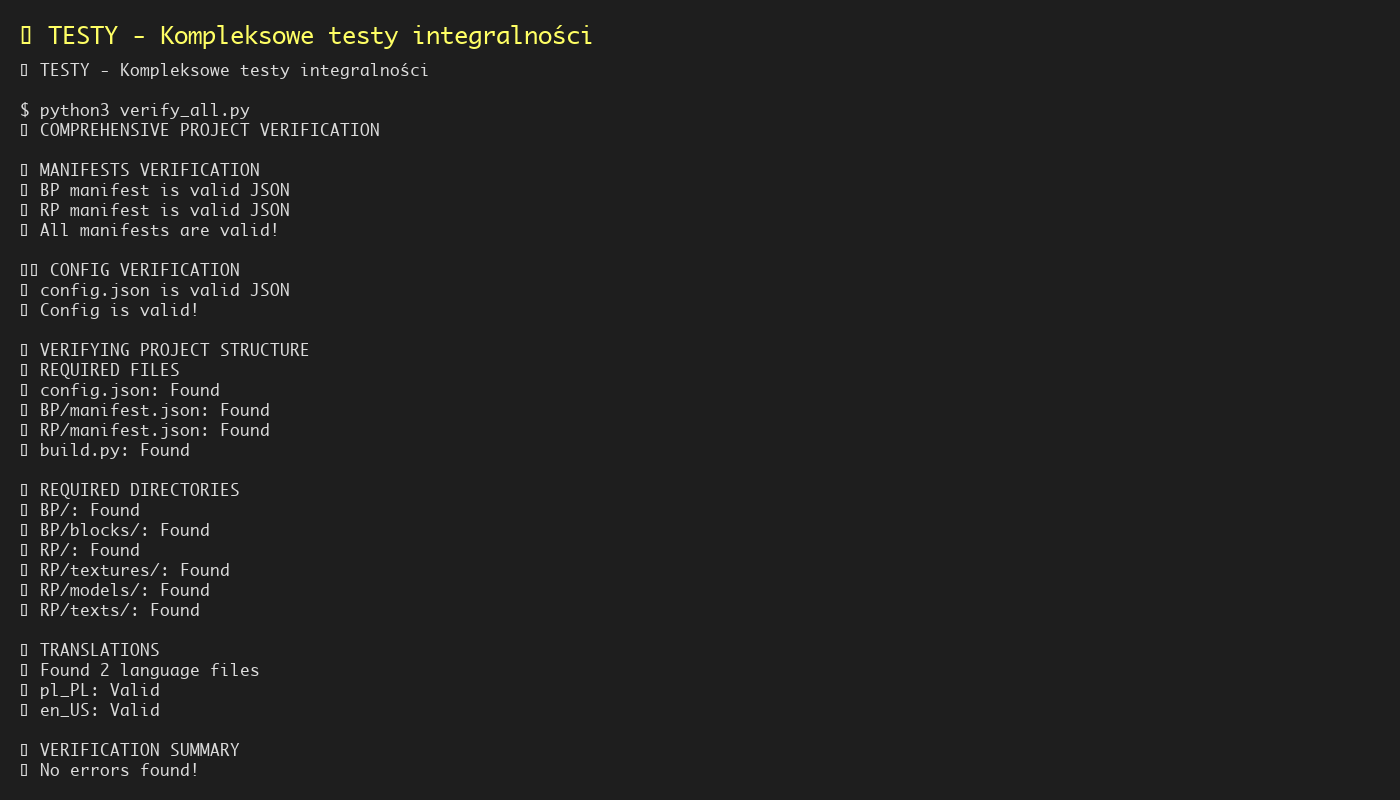 ▯ TESTY - Kompleksowe testy integralności
▯ TESTY - Kompleksowe testy integralności
$ python3 verify_all.py
▯ COMPREHENSIVE PROJECT VERIFICATION
▯ MANIFESTS VERIFICATION
▯ BP manifest is valid JSON
▯ RP manifest is valid JSON
▯ All manifests are valid!
▯▯ CONFIG VERIFICATION
▯ config.json is valid JSON
▯ Config is valid!
▯ VERIFYING PROJECT STRUCTURE
▯ REQUIRED FILES
▯ config.json: Found
▯ BP/manifest.json: Found
▯ RP/manifest.json: Found
▯ build.py: Found
▯ REQUIRED DIRECTORIES
▯ BP/: Found
▯ BP/blocks/: Found
▯ RP/: Found
▯ RP/textures/: Found
▯ RP/models/: Found
▯ RP/texts/: Found
▯ TRANSLATIONS
▯ Found 2 language files
▯ pl_PL: Valid
▯ en_US: Valid
▯ VERIFICATION SUMMARY
▯ No errors found!